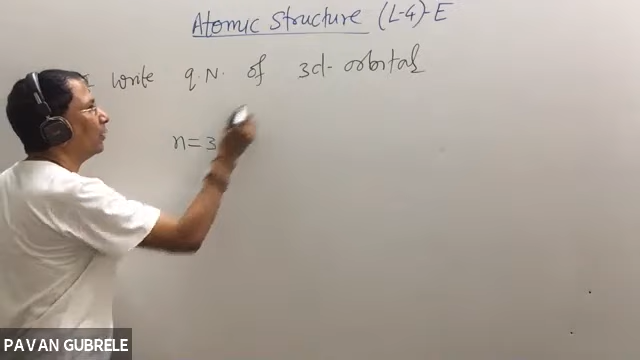 Atomic Structure (L-4)-E
write q.N. of 3d-orbital
n=3
PAVAN GUBRELE